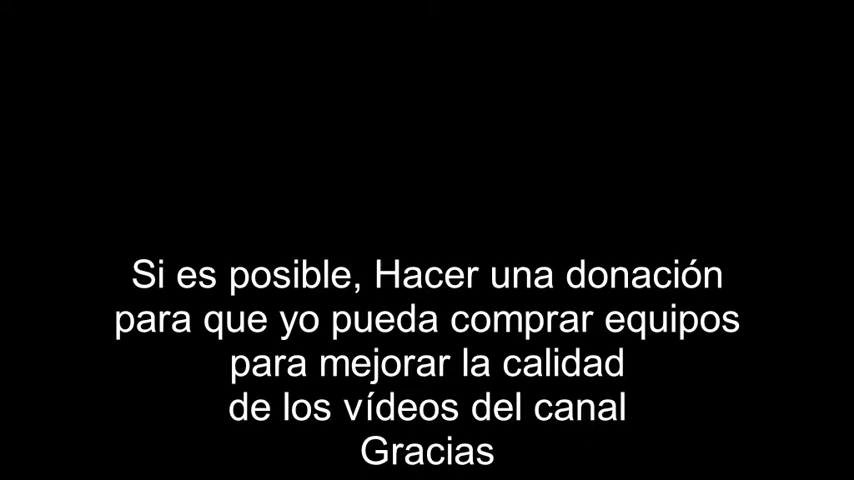 Si es posible, Hacer una donación
para que yo pueda comprar equipos
para mejorar la calidad
de los vídeos del canal
Gracias